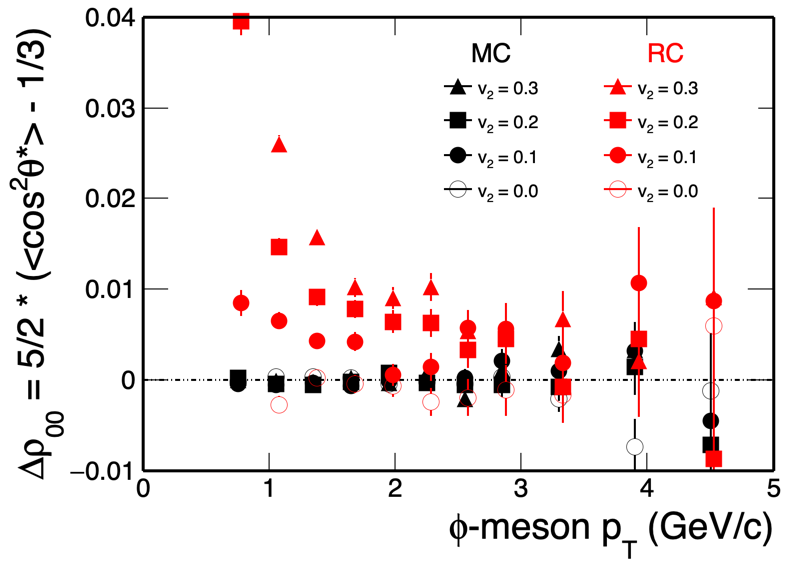 Δρ00 = 5/2 * (<cos²θ*> - 1/3)
0.04
0.03
0.02
0.01
0
−0.01
0 1 2 3 4 5
ϕ-meson pT (GeV/c)
MC
v2 = 0.3
v2 = 0.2
v2 = 0.1
v2 = 0.0
RC
v2 = 0.3
v2 = 0.2
v2 = 0.1
v2 = 0.0